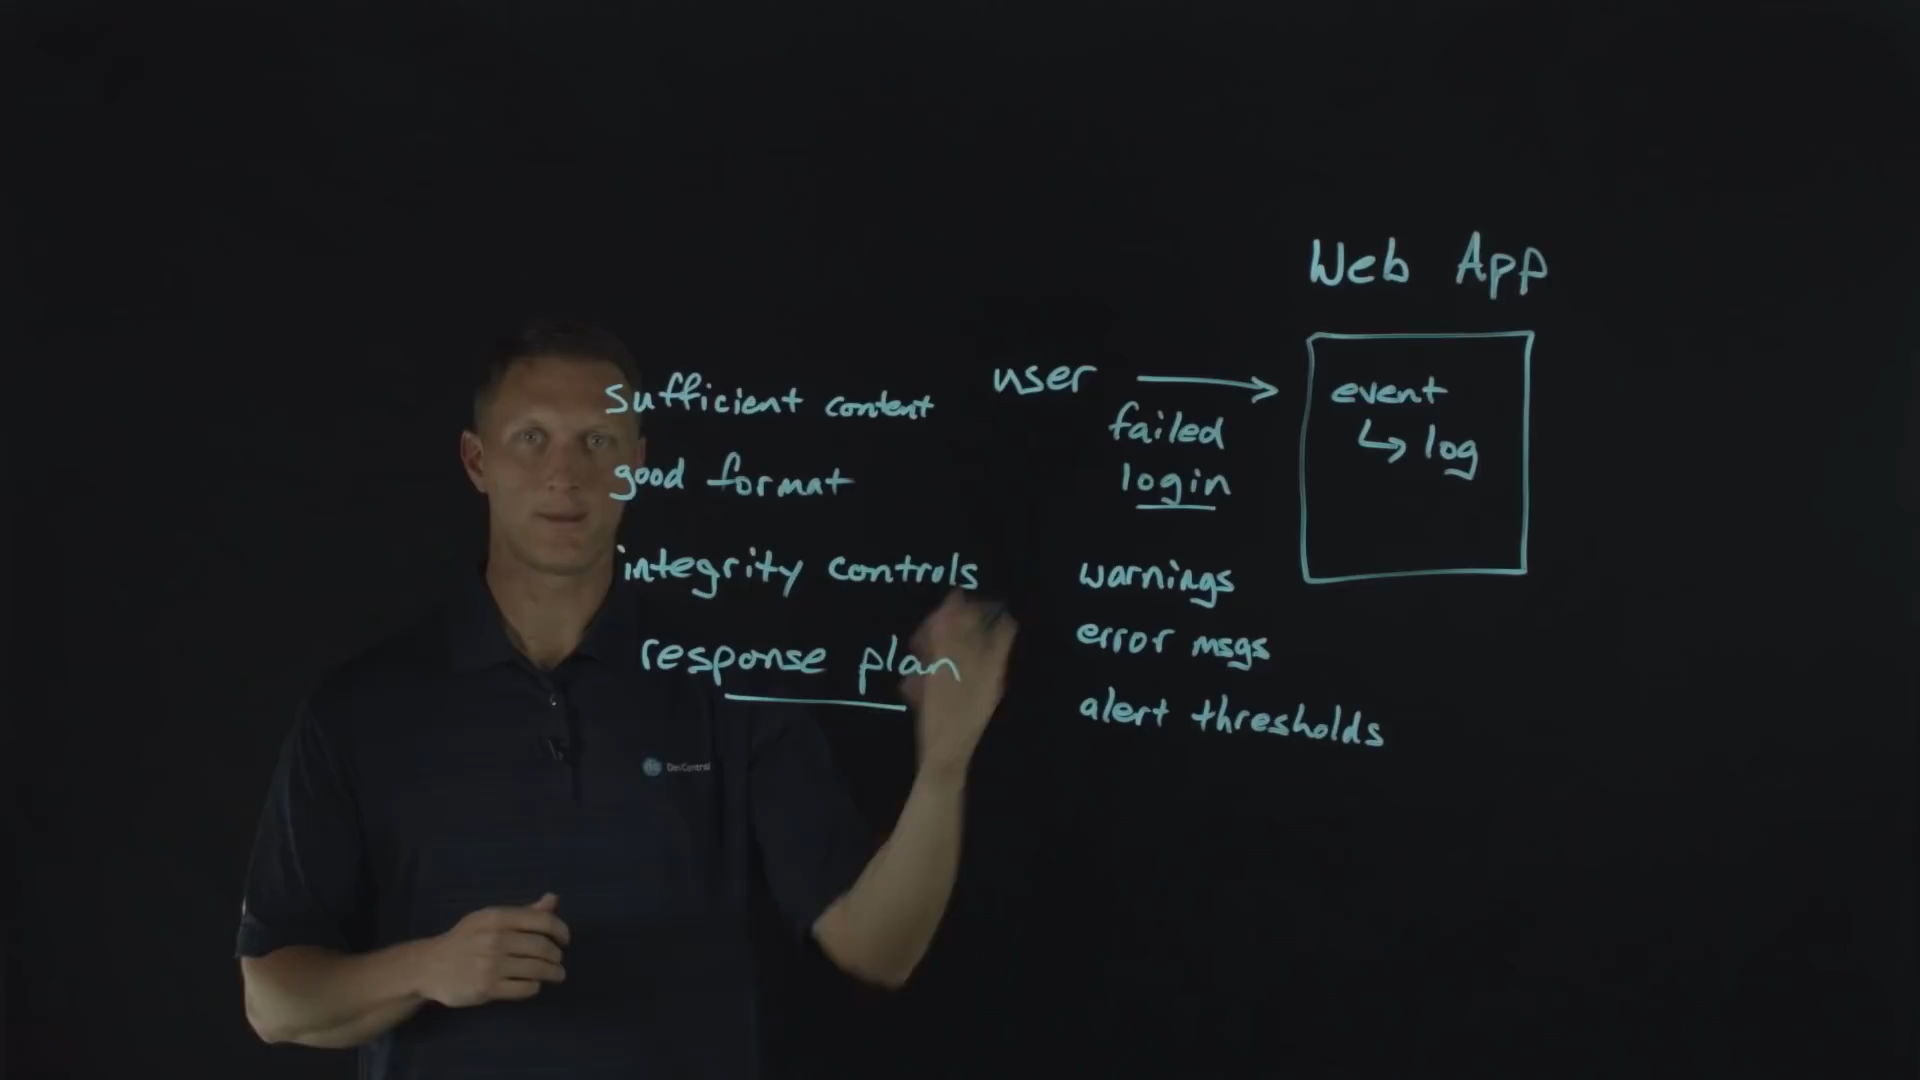 Web App
user
failed
login
event
log
sufficient content
good format
integrity controls
response plan
warnings
error msgs
alert thresholds
DevCentral